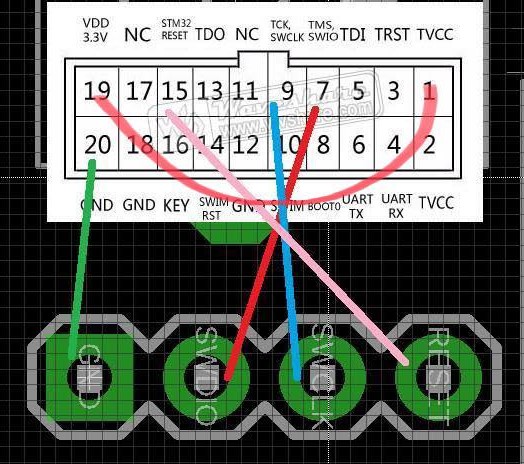 VDD 3.3V NC STM32 RESET TDO NC TCK, SWCLK TMS, SWIO TDI TRST TVCC
19 17 15 13 11 9 7 5 3 1
20 18 16 14 12 10 8 6 4 2
GND GND KEY SWIM RST GND SWIM BOOT0 UART TX UART RX TVCC
GND SWDIO SWCLK RESET